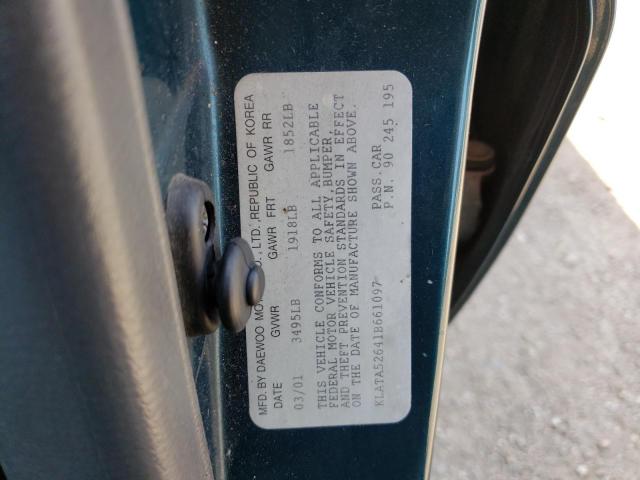 MFD. BY DAEWOO MOTOR CO., LTD., REPUBLIC OF KOREA
DATE GVWR GAWR FRT GAWR RR
03/01 3495LB 1918LB 1852LB
THIS VEHICLE CONFORMS TO ALL APPLICABLE
FEDERAL MOTOR VEHICLE SAFETY,BUMPER,
AND THEFT PREVENTION STANDARDS IN EFFECT
ON THE DATE OF MANUFACTURE SHOWN ABOVE.
KLATA52641B661097 PASS.CAR
P.N. 90 245 195